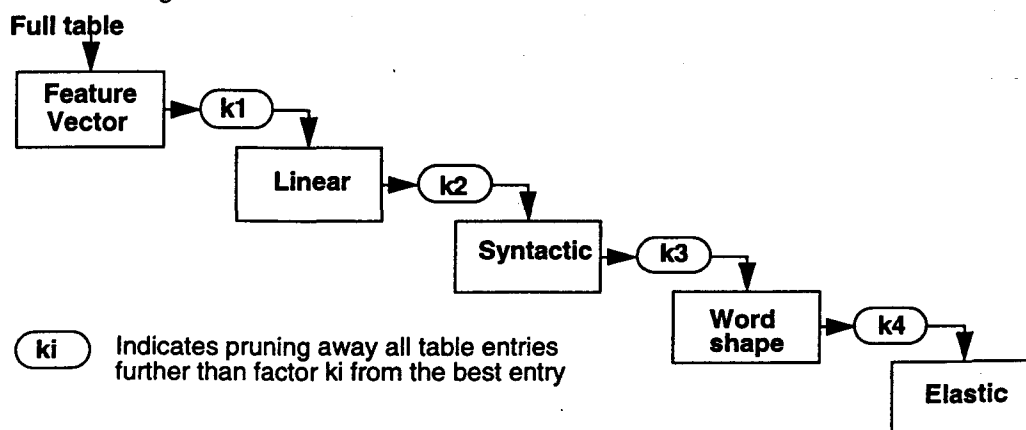 Full table
Feature
Vector
k1
Linear
k2
Syntactic
k3
Word
shape
k4
Elastic
ki
Indicates pruning away all table entries
further than factor ki from the best entry